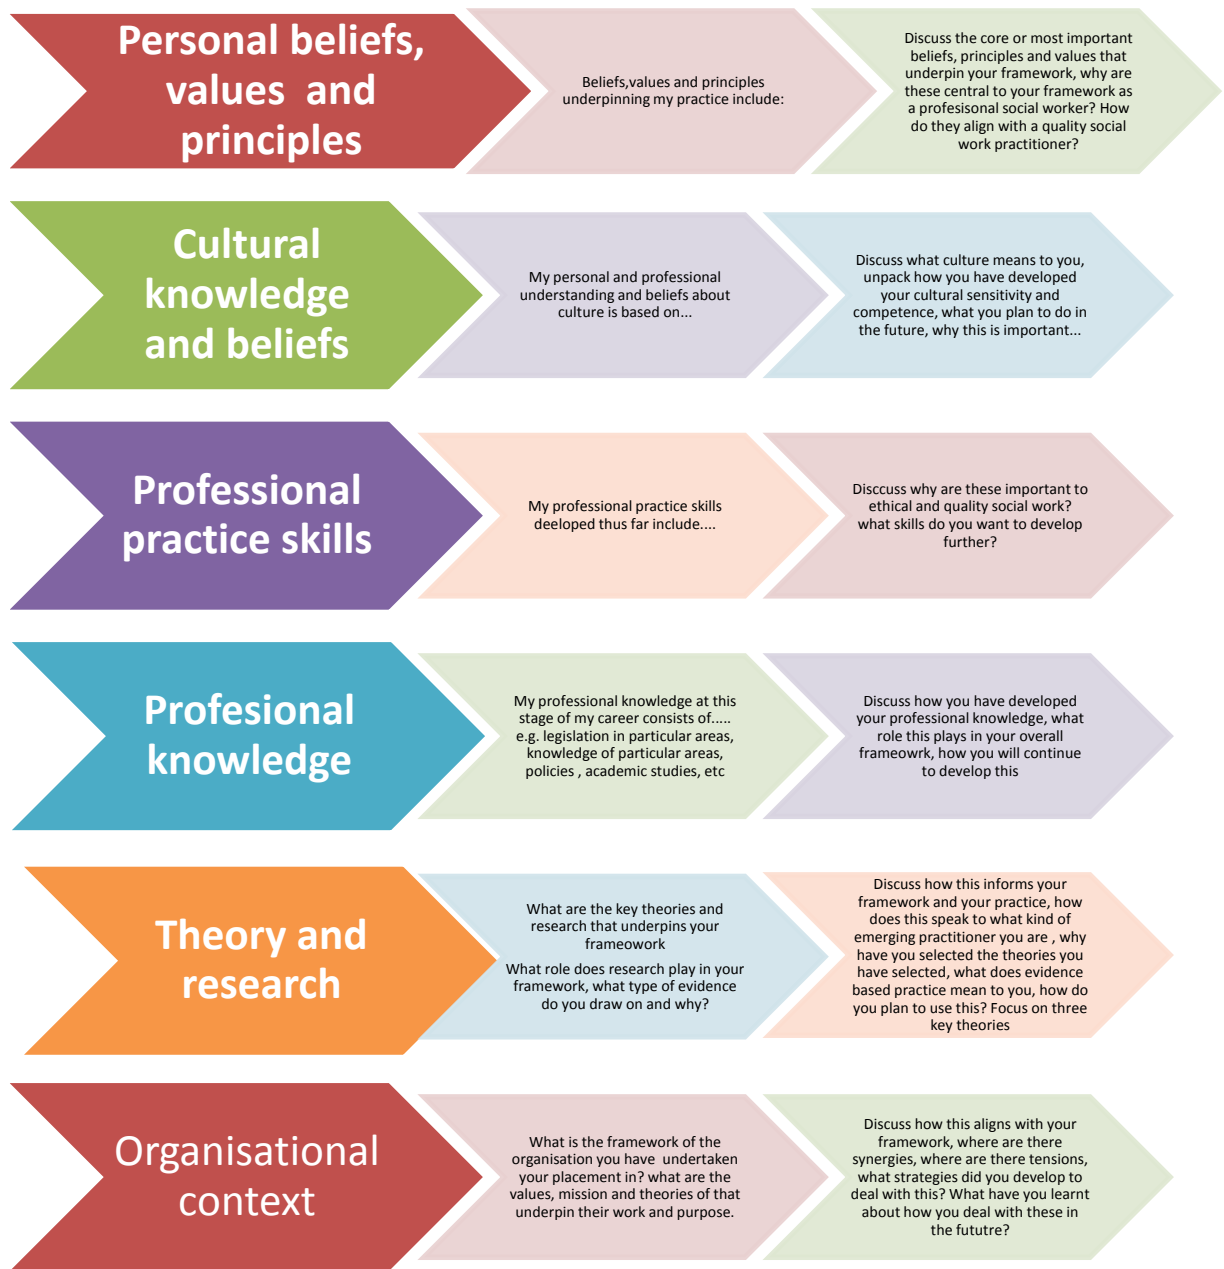 Personal beliefs,
values and
principles
Beliefs,values and principles
underpinning my practice include:
Discuss the core or most important
beliefs, principles and values that
underpin your framework, why are
these central to your framework as
a profesisonal social worker? How
do they align with a quality social
work practitioner?
Cultural
knowledge
and beliefs
My personal and professional
understanding and beliefs about
culture is based on...
Discuss what culture means to you,
unpack how you have developed
your cultural sensitivity and
competence, what you plan to do in
the future, why this is important...
Professional
practice skills
My professional practice skills
deeloped thus far include....
Disccuss why are these important to
ethical and quality social work?
what skills do you want to develop
further?
Profesional
knowledge
My professional knowledge at this
stage of my career consists of.....
e.g. legislation in particular areas,
knowledge of particular areas,
policies , academic studies, etc
Discuss how you have developed
your professional knowledge, what
role this plays in your overall
frameowrk, how you will continue
to develop this
Theory and
research
What are the key theories and
research that underpins your
frameowork
What role does research play in your
framework, what type of evidence
do you draw on and why?
Discuss how this informs your
framework and your practice, how
does this speak to what kind of
emerging practitioner you are , why
have you selected the theories you
have selected, what does evidence
based practice mean to you, how do
you plan to use this? Focus on three
key theories
Organisational
context
What is the framework of the
organisation you have undertaken
your placement in? what are the
values, mission and theories of that
underpin their work and purpose.
Discuss how this aligns with your
framework, where are there
synergies, where are there tensions,
what strategies did you develop to
deal with this? What have you learnt
about how you deal with these in
the fututre?